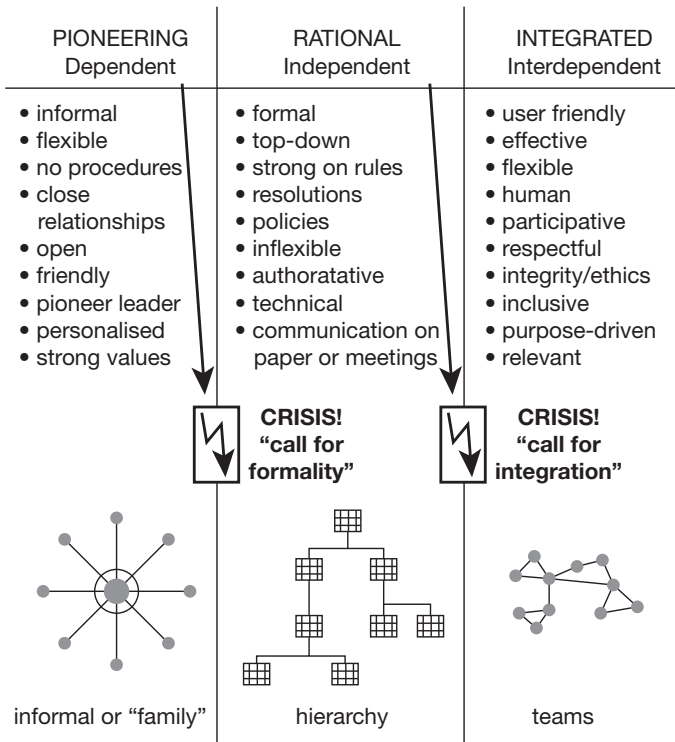 PIONEERING
Dependent
• informal
• flexible
• no procedures
• close
relationships
• open
• friendly
• pioneer leader
• personalised
• strong values
RATIONAL
Independent
• formal
• top-down
• strong on rules
• resolutions
• policies
• inflexible
• authoratative
• technical
• communication on
paper or meetings
INTEGRATED
Interdependent
• user friendly
• effective
• flexible
• human
• participative
• respectful
• integrity/ethics
• inclusive
• purpose-driven
• relevant
CRISIS!
“call for
formality”
CRISIS!
“call for
integration”
informal or “family”
hierarchy
teams